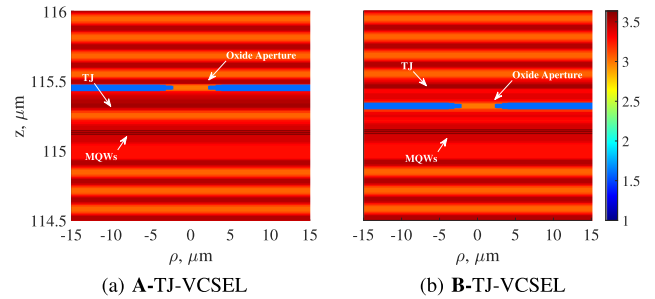 116
115.5
115
114.5
z, μm
TJ
Oxide Aperture
MQWs
-15 -10 -5 0 5 10 15
ρ, μm
(a) A-TJ-VCSEL
TJ
Oxide Aperture
MQWs
-15 -10 -5 0 5 10 15
ρ, μm
(b) B-TJ-VCSEL
3.5
3
2.5
2
1.5
1